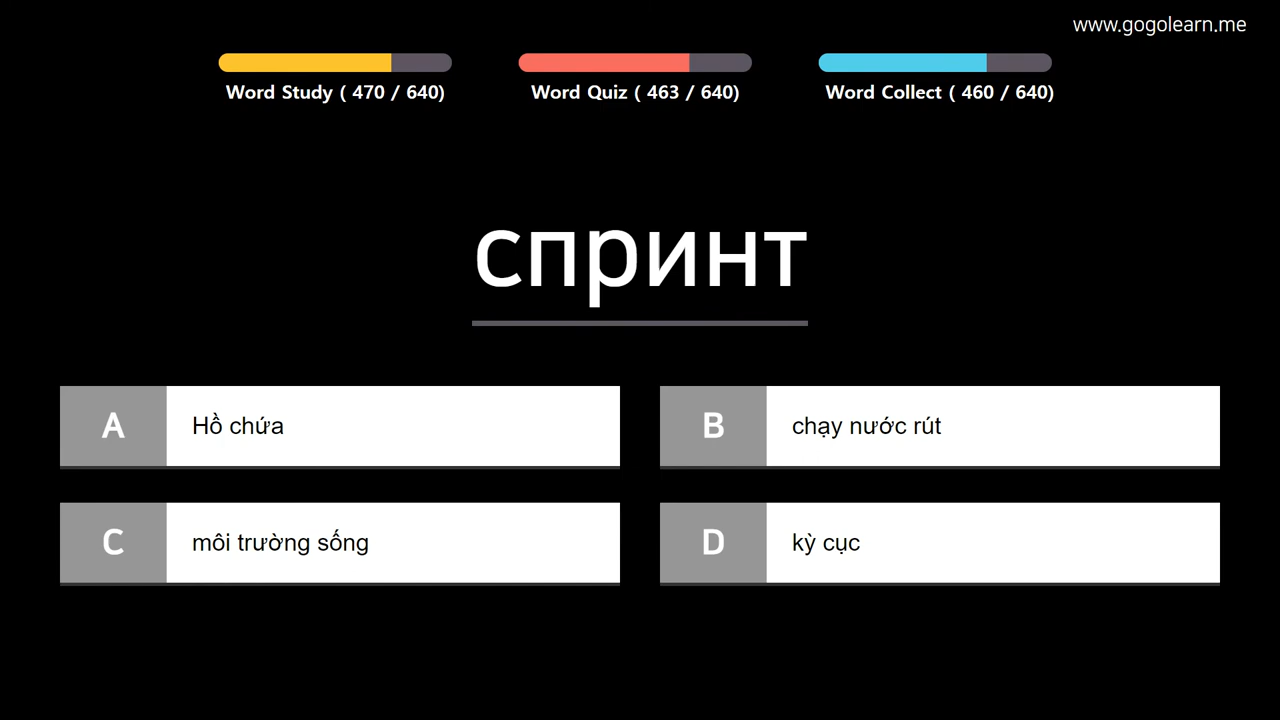 www.gogolearn.me
Word Study ( 470 / 640)
Word Quiz ( 463 / 640)
Word Collect ( 460 / 640)
спринт
A Hồ chứa
B chạy nước rút
C môi trường sống
D kỳ cục